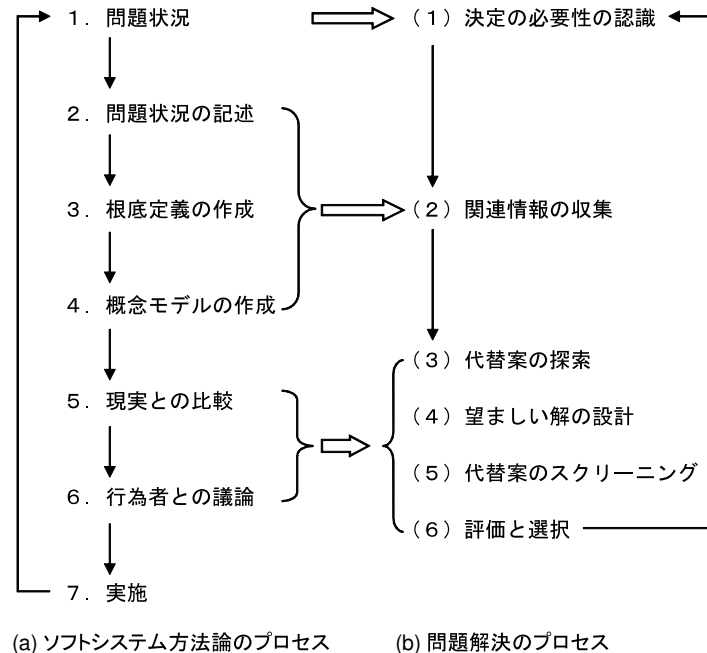 １．問題状況
２．問題状況の記述
３．根底定義の作成
４．概念モデルの作成
５．現実との比較
６．行為者との議論
７．実施
(a) ソフトシステム方法論のプロセス
（１）決定の必要性の認識
（２）関連情報の収集
（３）代替案の探索
（４）望ましい解の設計
（５）代替案のスクリーニング
（６）評価と選択
(b) 問題解決のプロセス